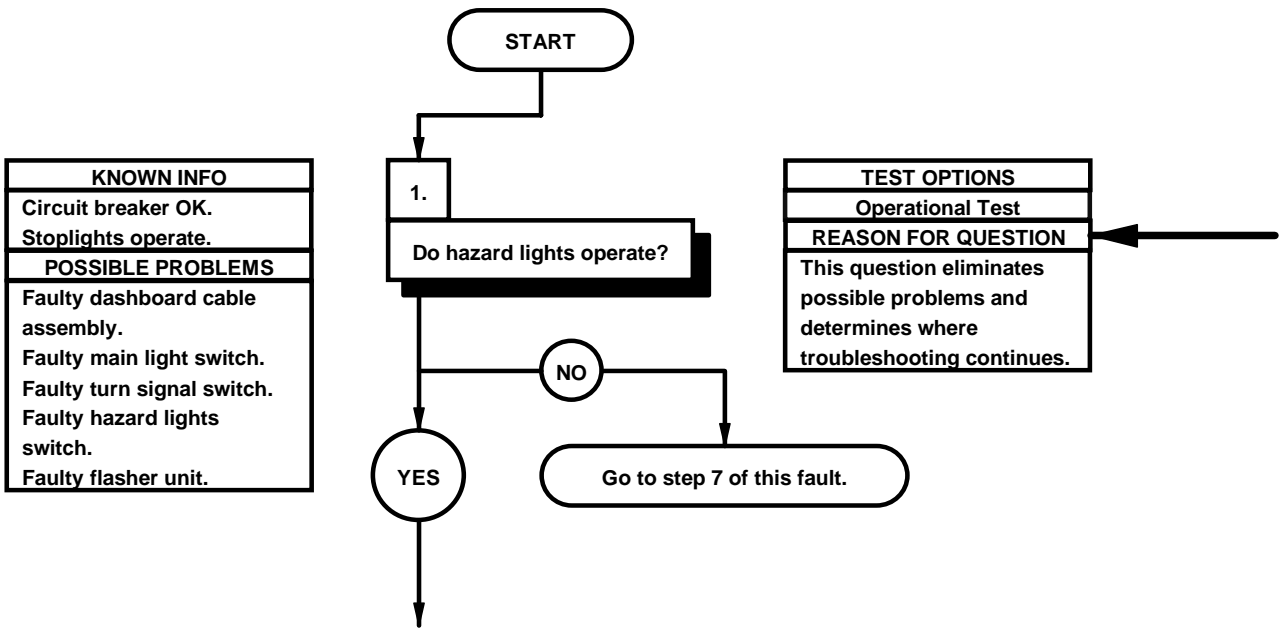 START
KNOWN INFO
Circuit breaker OK.
Stoplights operate.
POSSIBLE PROBLEMS
Faulty dashboard cable
assembly.
Faulty main light switch.
Faulty turn signal switch.
Faulty hazard lights
switch.
Faulty flasher unit.
1.
Do hazard lights operate?
NO
YES
Go to step 7 of this fault.
TEST OPTIONS
Operational Test
REASON FOR QUESTION
This question eliminates
possible problems and
determines where
troubleshooting continues.